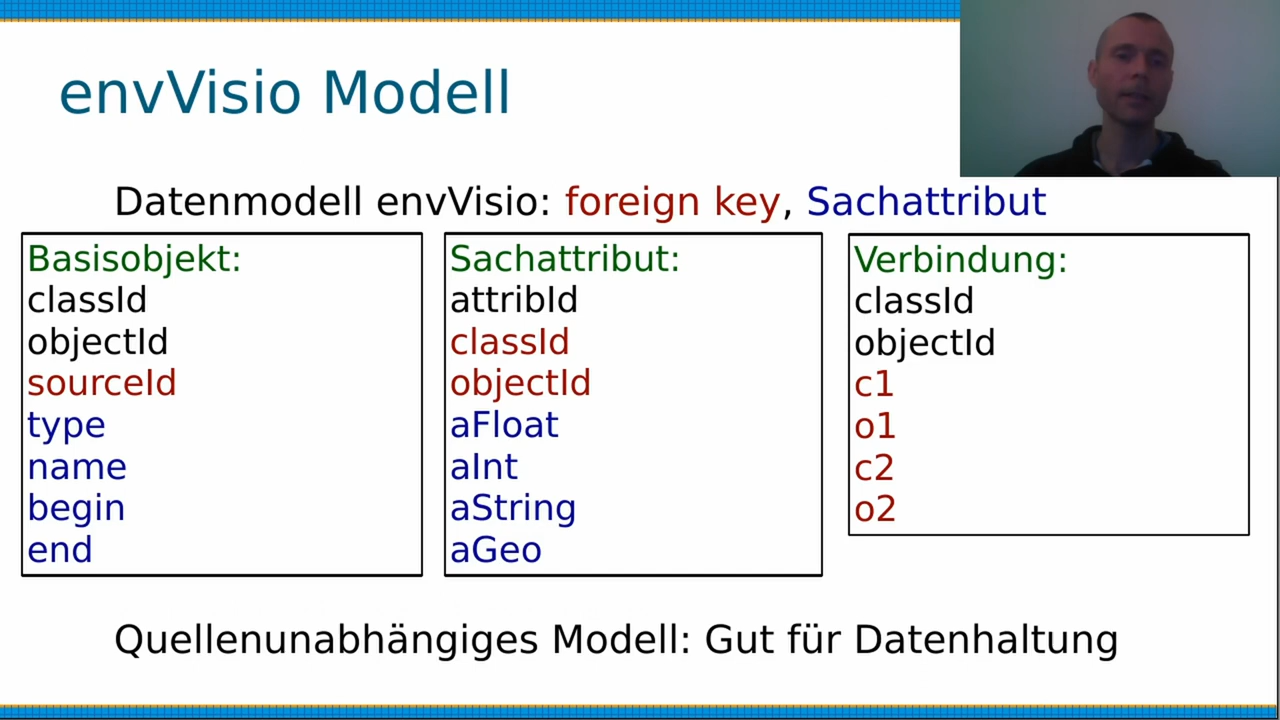 envVisio Modell
Datenmodell envVisio: foreign key, Sachattribut
Basisobjekt:
classId
objectId
sourceId
type
name
begin
end
Sachattribut:
attribId
classId
objectId
aFloat
aInt
aString
aGeo
Verbindung:
classId
objectId
c1
o1
c2
o2
Quellenunabhängiges Modell: Gut für Datenhaltung